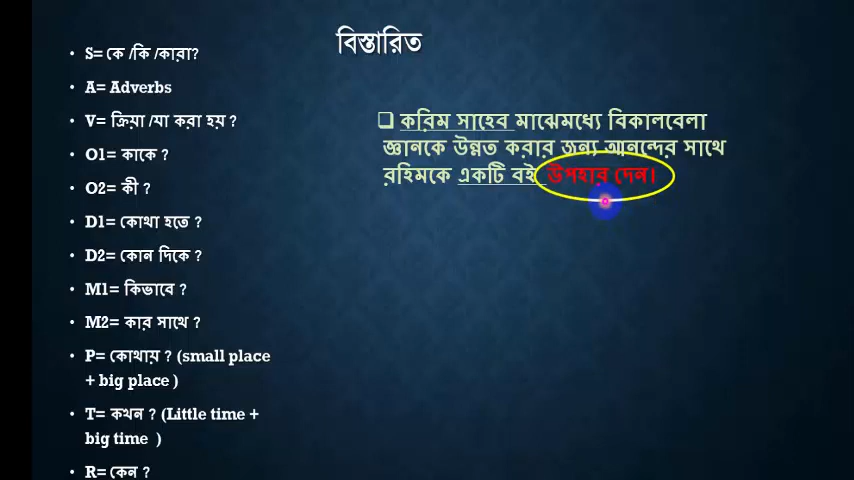 বিস্তারিত
• S= কে /কি /কারা?
• A= Adverbs
• V= ক্রিয়া /যা করা হয় ?
• O1= কাকে ?
• O2= কী ?
• D1= কোথা হতে ?
• D2= কোন দিকে ?
• M1= কিভাবে ?
• M2= কার সাথে ?
• P= কোথায় ? (small place
+ big place )
• T= কখন ? (Little time +
big time )
• R= কেন ?
❑ করিম সাহেব মাঝেমধ্যে বিকালবেলা
জ্ঞানকে উন্নত করার জন্য আনন্দের সাথে
রহিমকে একটি বই উপহার দেন।